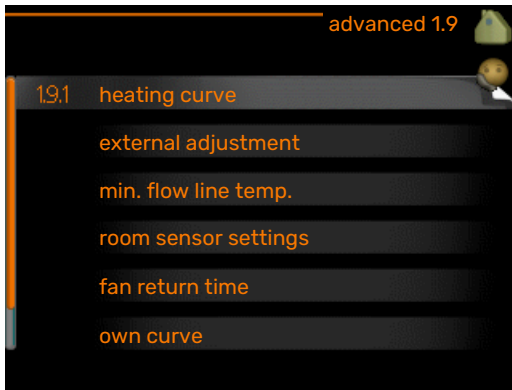 advanced 1.9
1.9.1 heating curve
external adjustment
min. flow line temp.
room sensor settings
fan return time
own curve